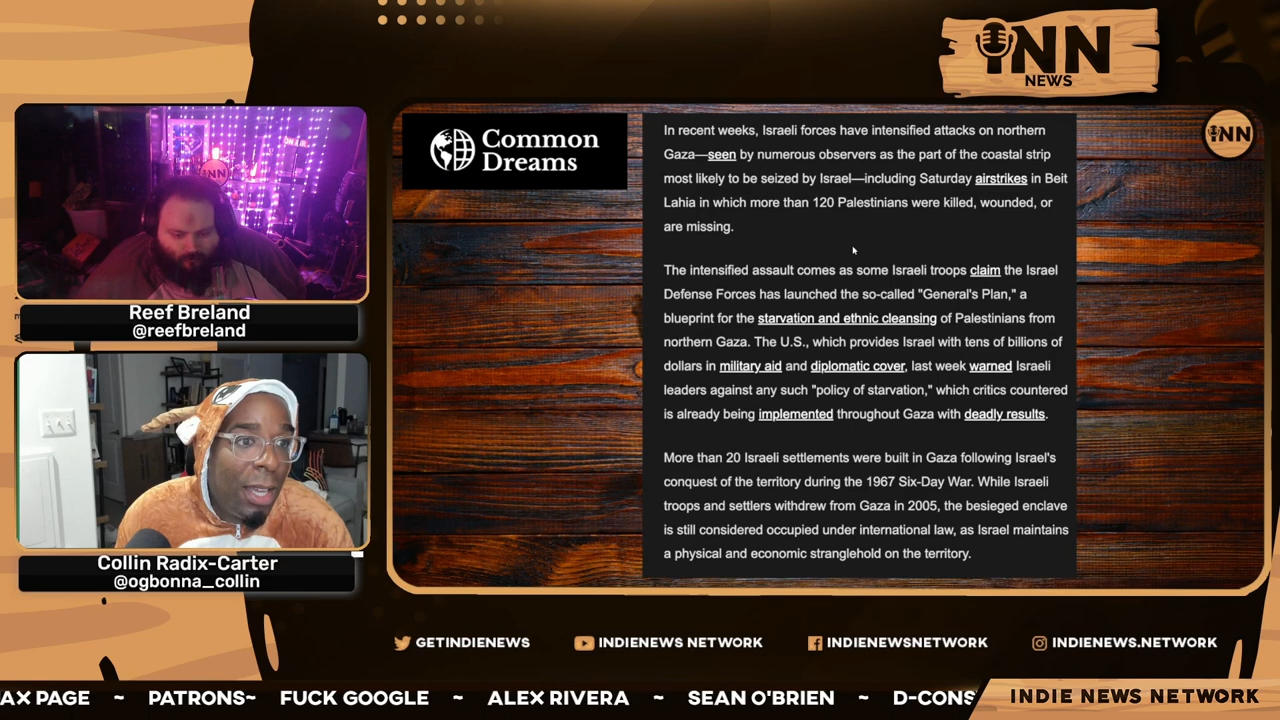 INN
NEWS
INN
Common
Dreams
In recent weeks, Israeli forces have intensified attacks on northern
Gaza—seen by numerous observers as the part of the coastal strip
most likely to be seized by Israel—including Saturday airstrikes in Beit
Lahia in which more than 120 Palestinians were killed, wounded, or
are missing.
The intensified assault comes as some Israeli troops claim the Israel
Defense Forces has launched the so-called "General's Plan," a
blueprint for the starvation and ethnic cleansing of Palestinians from
northern Gaza. The U.S., which provides Israel with tens of billions of
dollars in military aid and diplomatic cover, last week warned Israeli
leaders against any such "policy of starvation," which critics countered
is already being implemented throughout Gaza with deadly results.
More than 20 Israeli settlements were built in Gaza following Israel's
conquest of the territory during the 1967 Six-Day War. While Israeli
troops and settlers withdrew from Gaza in 2005, the besieged enclave
is still considered occupied under international law, as Israel maintains
a physical and economic stranglehold on the territory.
INN
Reef Breland
@reefbreland
Collin Radix-Carter
@ogbonna_collin
GETINDIENEWS
INDIENEWS NETWORK
INDIENEWSNETWORK
INDIENEWS.NETWORK
AX PAGE ~ PATRONS~ FUCK GOOGLE ~ ALEX RIVERA ~ SEAN O'BRIEN ~ D-CONS
INDIE NEWS NETWORK